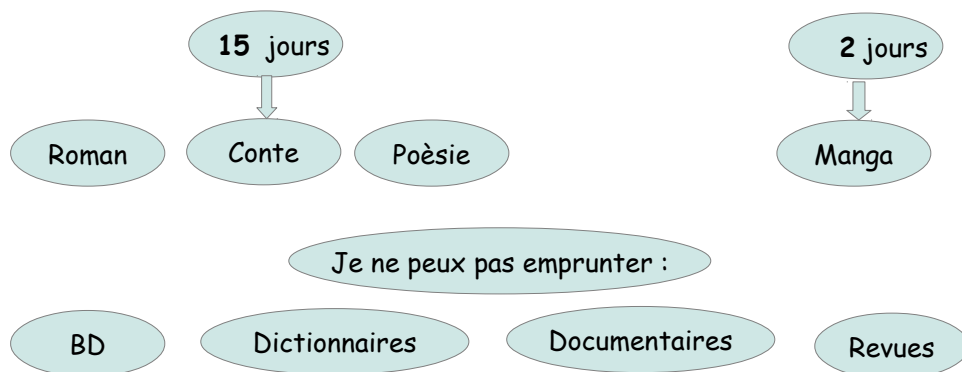 15 jours
2 jours
Roman
Conte
Poèsie
Manga
Je ne peux pas emprunter :
BD
Dictionnaires
Documentaires
Revues